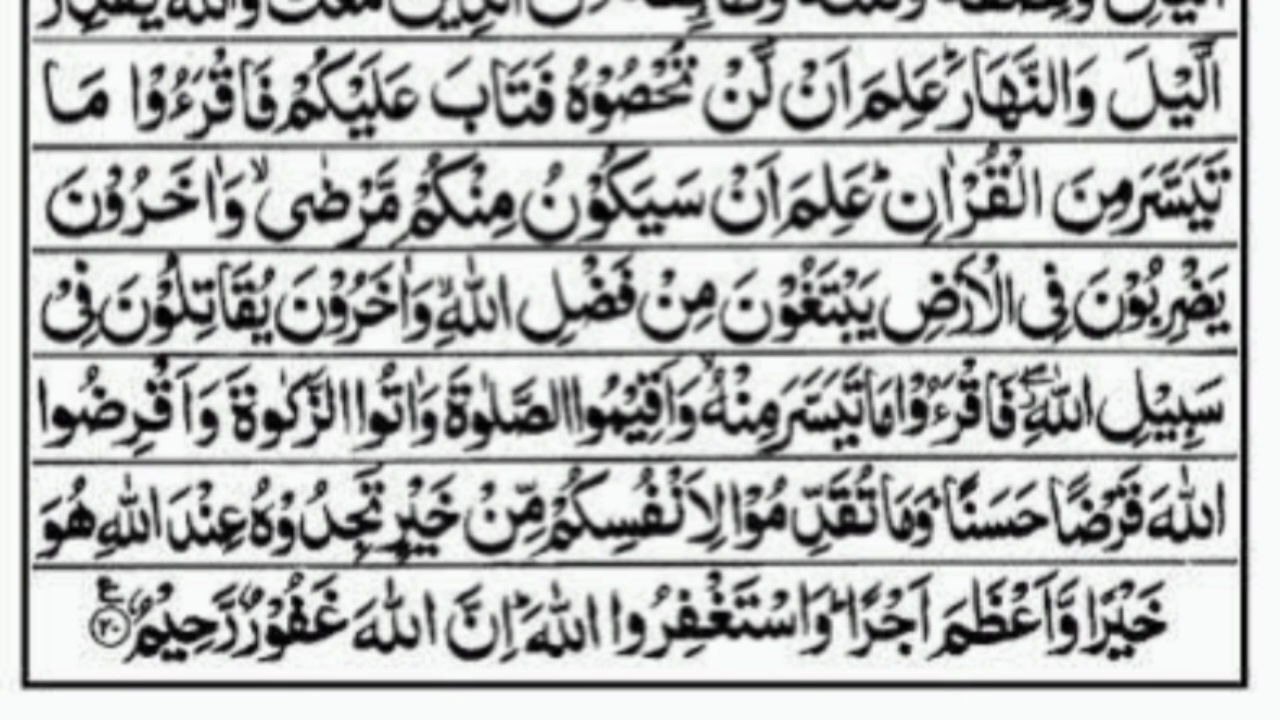 الَّيْلَ وَالنَّهَارَ ؕ عَلِمَ اَنْ لَّنْ تُحْصُوْهُ فَتَابَ عَلَيْكُمْ فَاقْرَءُوْا مَا
تَيَسَّرَ مِنَ الْقُرْاٰنِ ؕ عَلِمَ اَنْ سَيَكُوْنُ مِنْكُمْ مَّرْضٰى ۙ وَاٰخَرُوْنَ
يَضْرِبُوْنَ فِى الْاَرْضِ يَبْتَغُوْنَ مِنْ فَضْلِ اللّٰهِ ۙ وَاٰخَرُوْنَ يُقَاتِلُوْنَ فِىْ
سَبِيْلِ اللّٰهِ ۖ فَاقْرَءُوْا مَا تَيَسَّرَ مِنْهُ ۙ وَاَقِيْمُوا الصَّلٰوةَ وَاٰتُوا الزَّكٰوةَ وَاَقْرِضُوا
اللّٰهَ قَرْضًا حَسَنًا ؕ وَمَا تُقَدِّمُوْا لِاَنْفُسِكُمْ مِّنْ خَيْرٍ تَجِدُوْهُ عِنْدَ اللّٰهِ هُوَ
خَيْرًا وَّاَعْظَمَ اَجْرًا ؕ وَاسْتَغْفِرُوا اللّٰهَ ؕ اِنَّ اللّٰهَ غَفُوْرٌ رَّحِيْمٌ ﴿۲۰﴾ ع